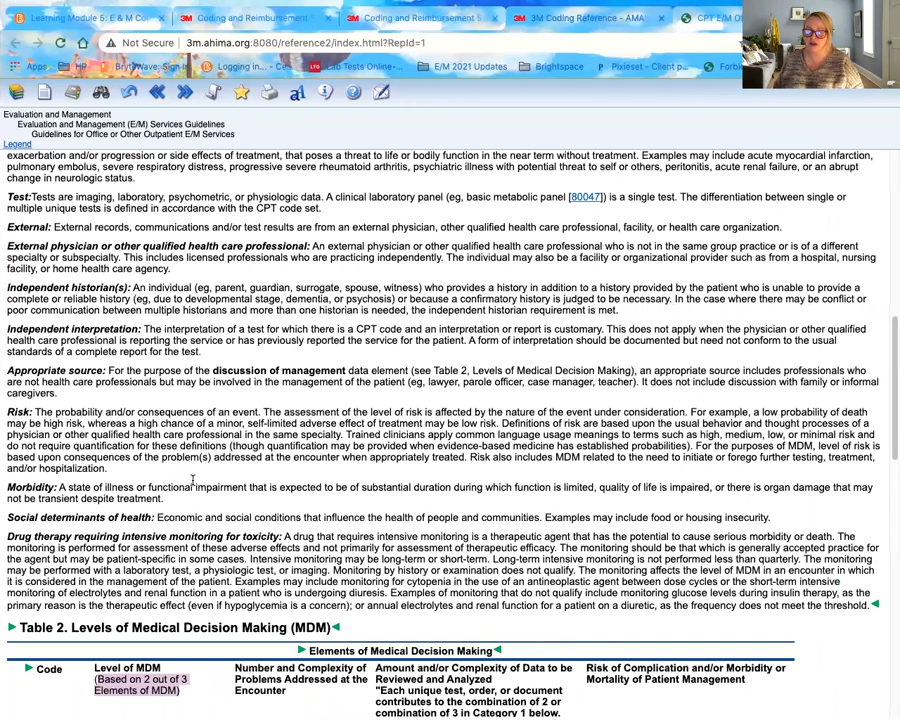 Learning Module 5: E & M Co
Coding and Reimbursement
Coding and Reimbursement
3M Coding Reference - AMA
CPT E/M O
Not Secure | 3m.ahima.org:8080/reference2/index.html?RepId=1
Apps
HP
BryteWave: Sign I
Logging in... - Ce
Lab Tests Online-...
E/M 2021 Updates
Brightspace
Pixieset - Client p...
Forbi
Evaluation and Management
Evaluation and Management (E/M) Services Guidelines
Guidelines for Office or Other Outpatient E/M Services
Legend
exacerbation and/or progression or side effects of treatment, that poses a threat to life or bodily function in the near term without treatment. Examples may include acute myocardial infarction,
pulmonary embolus, severe respiratory distress, progressive severe rheumatoid arthritis, psychiatric illness with potential threat to self or others, peritonitis, acute renal failure, or an abrupt
change in neurologic status.
Test:Tests are imaging, laboratory, psychometric, or physiologic data. A clinical laboratory panel (eg, basic metabolic panel [80047]) is a single test. The differentiation between single or
multiple unique tests is defined in accordance with the CPT code set.
External: External records, communications and/or test results are from an external physician, other qualified health care professional, facility, or health care organization.
External physician or other qualified health care professional: An external physician or other qualified health care professional who is not in the same group practice or is of a different
specialty or subspecialty. This includes licensed professionals who are practicing independently. The individual may also be a facility or organizational provider such as from a hospital, nursing
facility, or home health care agency.
Independent historian(s): An individual (eg, parent, guardian, surrogate, spouse, witness) who provides a history in addition to a history provided by the patient who is unable to provide a
complete or reliable history (eg, due to developmental stage, dementia, or psychosis) or because a confirmatory history is judged to be necessary. In the case where there may be conflict or
poor communication between multiple historians and more than one historian is needed, the independent historian requirement is met.
Independent interpretation: The interpretation of a test for which there is a CPT code and an interpretation or report is customary. This does not apply when the physician or other qualified
health care professional is reporting the service or has previously reported the service for the patient. A form of interpretation should be documented but need not conform to the usual
standards of a complete report for the test.
Appropriate source: For the purpose of the discussion of management data element (see Table 2, Levels of Medical Decision Making), an appropriate source includes professionals who
are not health care professionals but may be involved in the management of the patient (eg, lawyer, parole officer, case manager, teacher). It does not include discussion with family or informal
caregivers.
Risk: The probability and/or consequences of an event. The assessment of the level of risk is affected by the nature of the event under consideration. For example, a low probability of death
may be high risk, whereas a high chance of a minor, self-limited adverse effect of treatment may be low risk. Definitions of risk are based upon the usual behavior and thought processes of a
physician or other qualified health care professional in the same specialty. Trained clinicians apply common language usage meanings to terms such as high, medium, low, or minimal risk and
do not require quantification for these definitions (though quantification may be provided when evidence-based medicine has established probabilities). For the purposes of MDM, level of risk is
based upon consequences of the problem(s) addressed at the encounter when appropriately treated. Risk also includes MDM related to the need to initiate or forego further testing, treatment,
and/or hospitalization.
Morbidity: A state of illness or functional impairment that is expected to be of substantial duration during which function is limited, quality of life is impaired, or there is organ damage that may
not be transient despite treatment.
Social determinants of health: Economic and social conditions that influence the health of people and communities. Examples may include food or housing insecurity.
Drug therapy requiring intensive monitoring for toxicity: A drug that requires intensive monitoring is a therapeutic agent that has the potential to cause serious morbidity or death. The
monitoring is performed for assessment of these adverse effects and not primarily for assessment of therapeutic efficacy. The monitoring should be that which is generally accepted practice for
the agent but may be patient-specific in some cases. Intensive monitoring may be long-term or short-term. Long-term intensive monitoring is not performed less than quarterly. The monitoring
may be performed with a laboratory test, a physiologic test, or imaging. Monitoring by history or examination does not qualify. The monitoring affects the level of MDM in an encounter in which
it is considered in the management of the patient. Examples may include monitoring for cytopenia in the use of an antineoplastic agent between dose cycles or the short-term intensive
monitoring of electrolytes and renal function in a patient who is undergoing diuresis. Examples of monitoring that do not qualify include monitoring glucose levels during insulin therapy, as the
primary reason is the therapeutic effect (even if hypoglycemia is a concern); or annual electrolytes and renal function for a patient on a diuretic, as the frequency does not meet the threshold.
Table 2. Levels of Medical Decision Making (MDM)
Elements of Medical Decision Making
Code
Level of MDM
(Based on 2 out of 3
Elements of MDM)
Number and Complexity of
Problems Addressed at the
Encounter
Amount and/or Complexity of Data to be
Reviewed and Analyzed
"Each unique test, order, or document
contributes to the combination of 2 or
combination of 3 in Category 1 below.
Risk of Complication and/or Morbidity or
Mortality of Patient Management